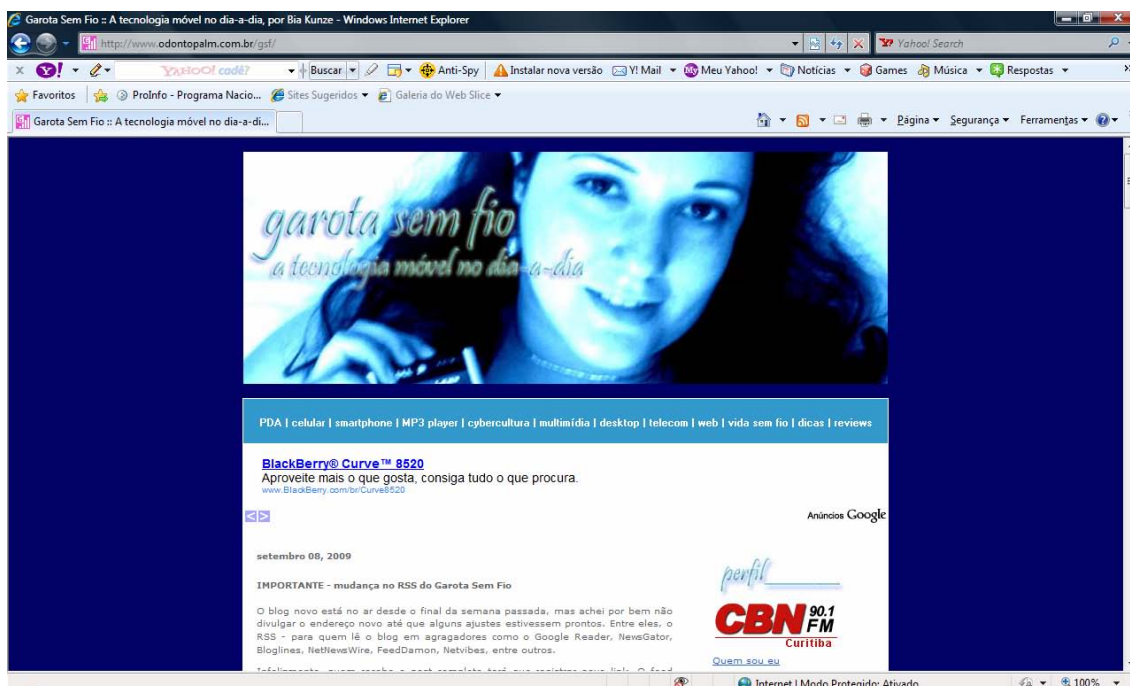 Garota Sem Fio :: A tecnologia móvel no dia-a-dia, por Bia Kunze - Windows Internet Explorer
http://www.odontopalm.com.br/gsf/
Yahoo! Search
x Y! YAHOO! cadê? Buscar Anti-Spy Instalar nova versão Y! Mail Meu Yahoo! Notícias Games Música Respostas »
Favoritos ProInfo - Programa Nacio... Sites Sugeridos Galeria do Web Slice
Garota Sem Fio :: A tecnologia móvel no dia-a-di...
Página Segurança Ferramentas
garota sem fio
a tecnologia móvel no dia-a-dia
PDA | celular | smartphone | MP3 player | cybercultura | multimídia | desktop | telecom | web | vida sem fio | dicas | reviews
BlackBerry® Curve™ 8520
Aproveite mais o que gosta, consiga tudo o que procura.
www.BlackBerry.com/br/Curve8520
Anúncios Google
setembro 08, 2009
IMPORTANTE - mudança no RSS do Garota Sem Fio
O blog novo está no ar desde o final da semana passada, mas achei por bem não
divulgar o endereço novo até que alguns ajustes estivessem prontos. Entre eles, o
RSS - para quem lê o blog em agragadores como o Google Reader, NewsGator,
Bloglines, NetNewsWire, FeedDamon, Netvibes, entre outros.
perfil
CBN 90.1
FM
Curitiba
Quem sou eu
Internet | Modo Protegido: Ativado
100%